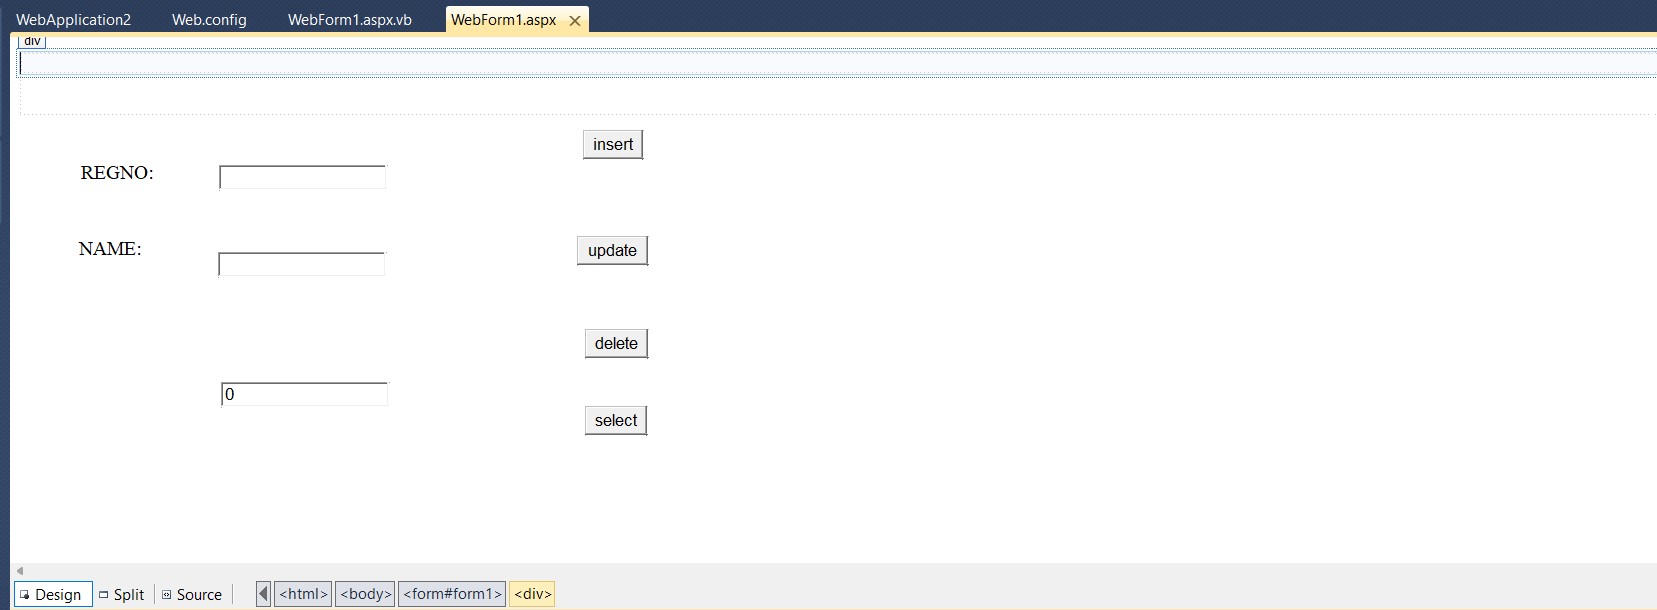 WebApplication2 Web.config WebForm1.aspx.vb WebForm1.aspx
div
insert
REGNO:
NAME:
update
delete
0
select
Design Split Source <html> <body> <form#form1> <div>